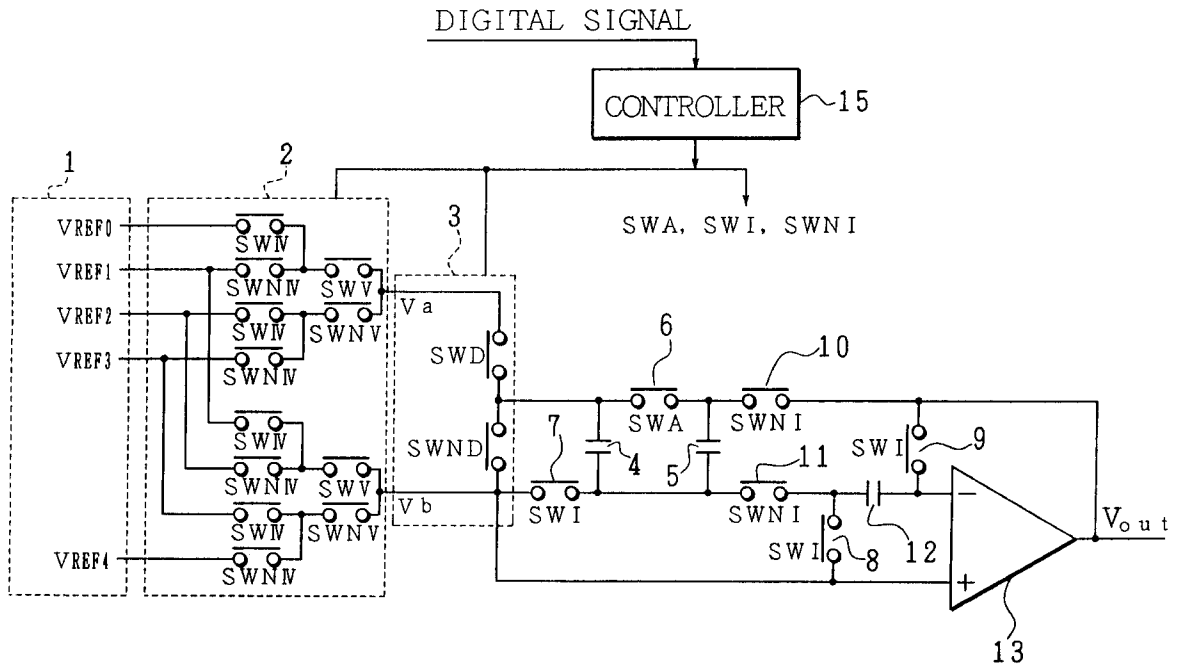 DIGITAL SIGNAL
CONTROLLER
15
1
2
3
SWA, SWI, SWNI
VREF0
SWⅣ
VREF1
SWNⅣ
SWⅤ
Va
VREF2
SWⅣ
SWNⅤ
VREF3
SWNⅣ
SWD
6
10
SWⅣ
SWND
7
SWA
SWNI
4
5
11
SWI
9
SWNⅣ
SWⅤ
Vb
SWⅣ
SWNⅤ
SWI
SWNI
12
−
Vout
SWI
8
VREF4
SWNⅣ
+
13